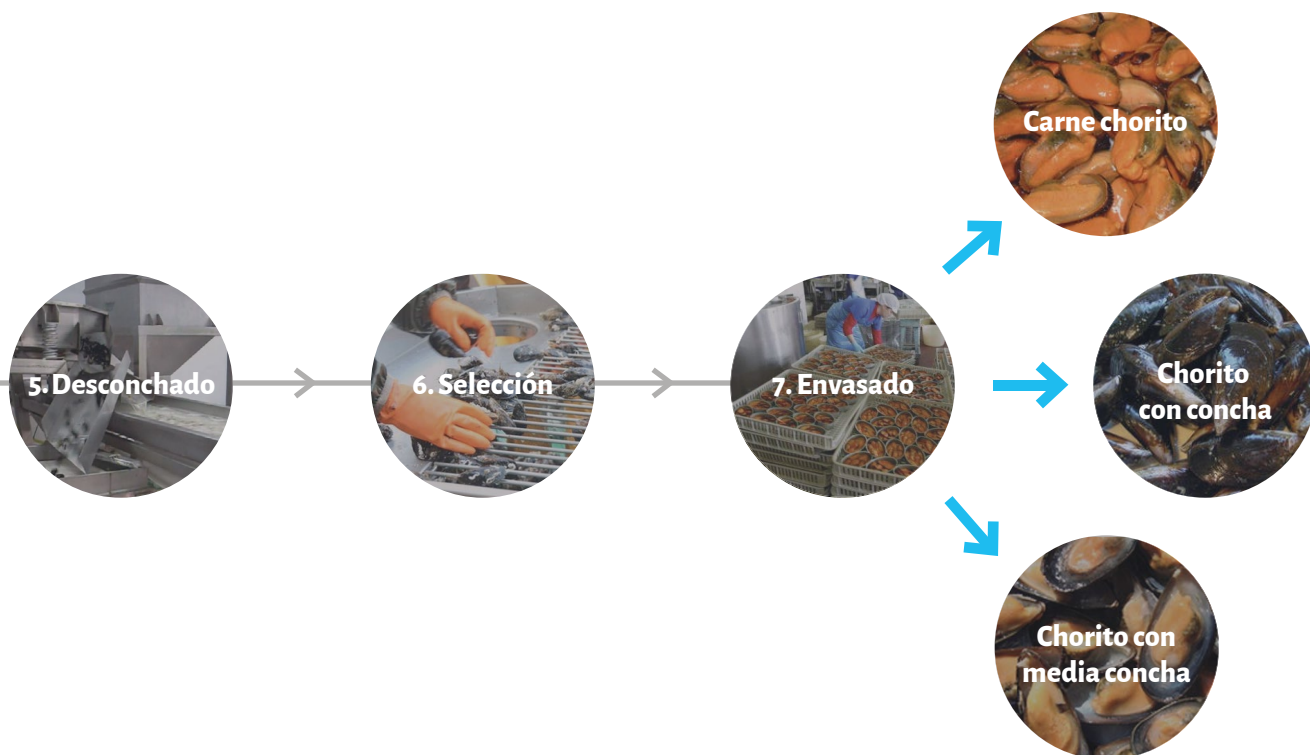 Carne chorito
5. Desconchado
6. Selección
7. Envasado
Chorito
con concha
Chorito con
media concha